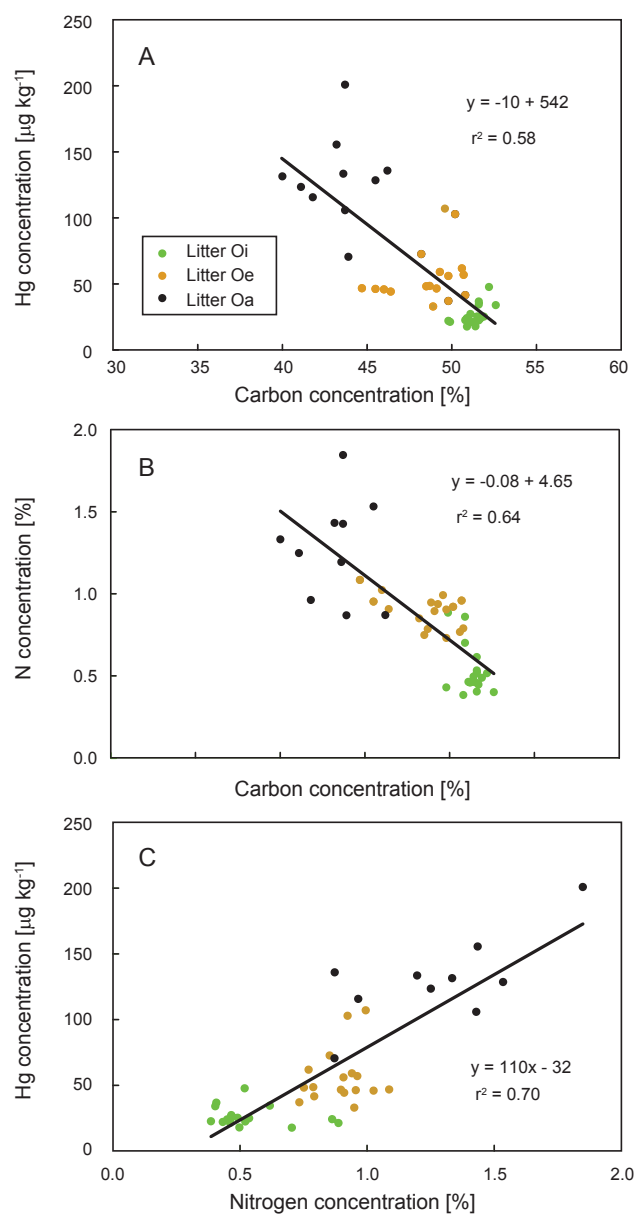 A
Hg concentration [µg kg⁻¹]
250
200
150
100
50
0
y = -10 + 542
r² = 0.58
Litter Oi
Litter Oe
Litter Oa
30 35 40 45 50 55 60
Carbon concentration [%]
B
N concentration [%]
2.0
1.5
1.0
0.5
0.0
y = -0.08 + 4.65
r² = 0.64
Carbon concentration [%]
C
Hg concentration [µg kg⁻¹]
250
200
150
100
50
0
y = 110x - 32
r² = 0.70
0.0 0.5 1.0 1.5 2.0
Nitrogen concentration [%]